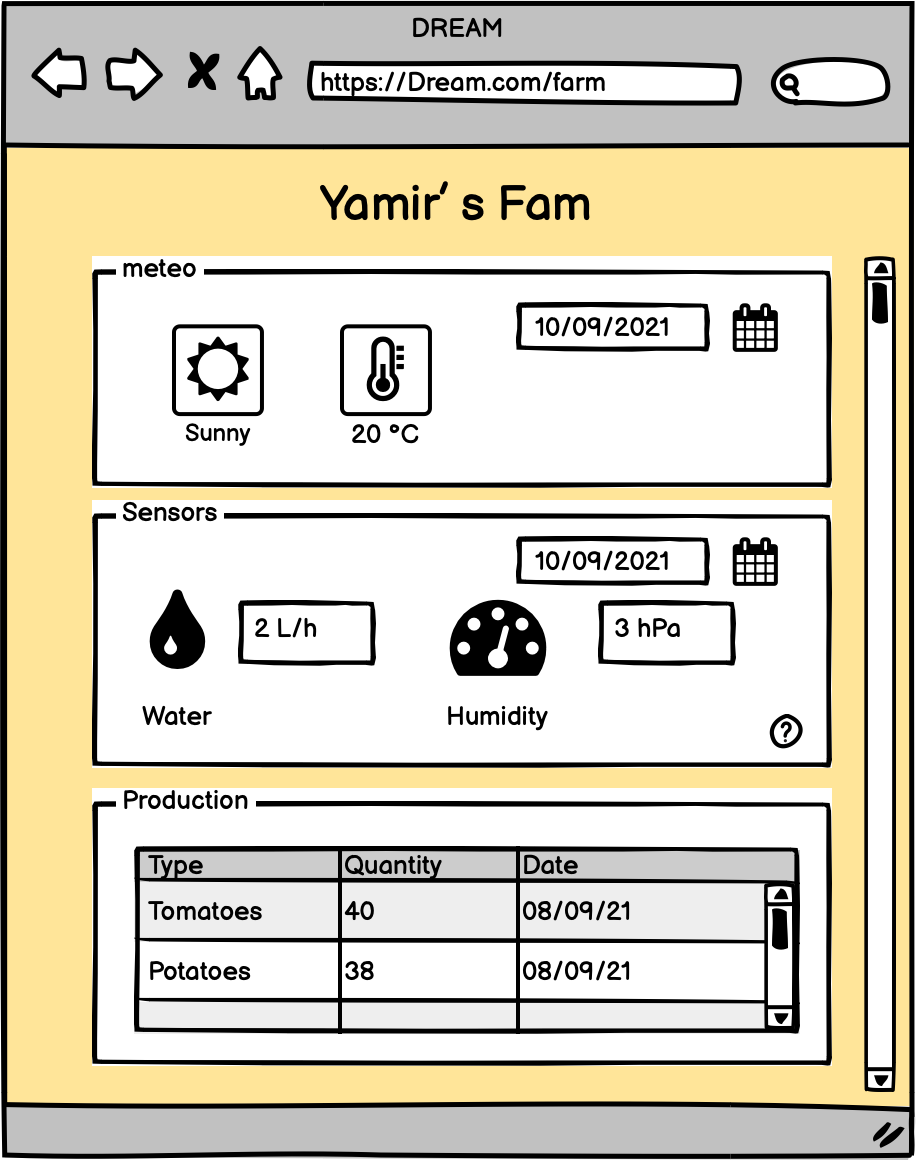 DREAM
https://Dream.com/farm
Yamir' s Fam
meteo
10/09/2021
Sunny
20 °C
Sensors
10/09/2021
2 L/h
3 hPa
Water
Humidity
?
Production
Type Quantity Date
Tomatoes 40 08/09/21
Potatoes 38 08/09/21